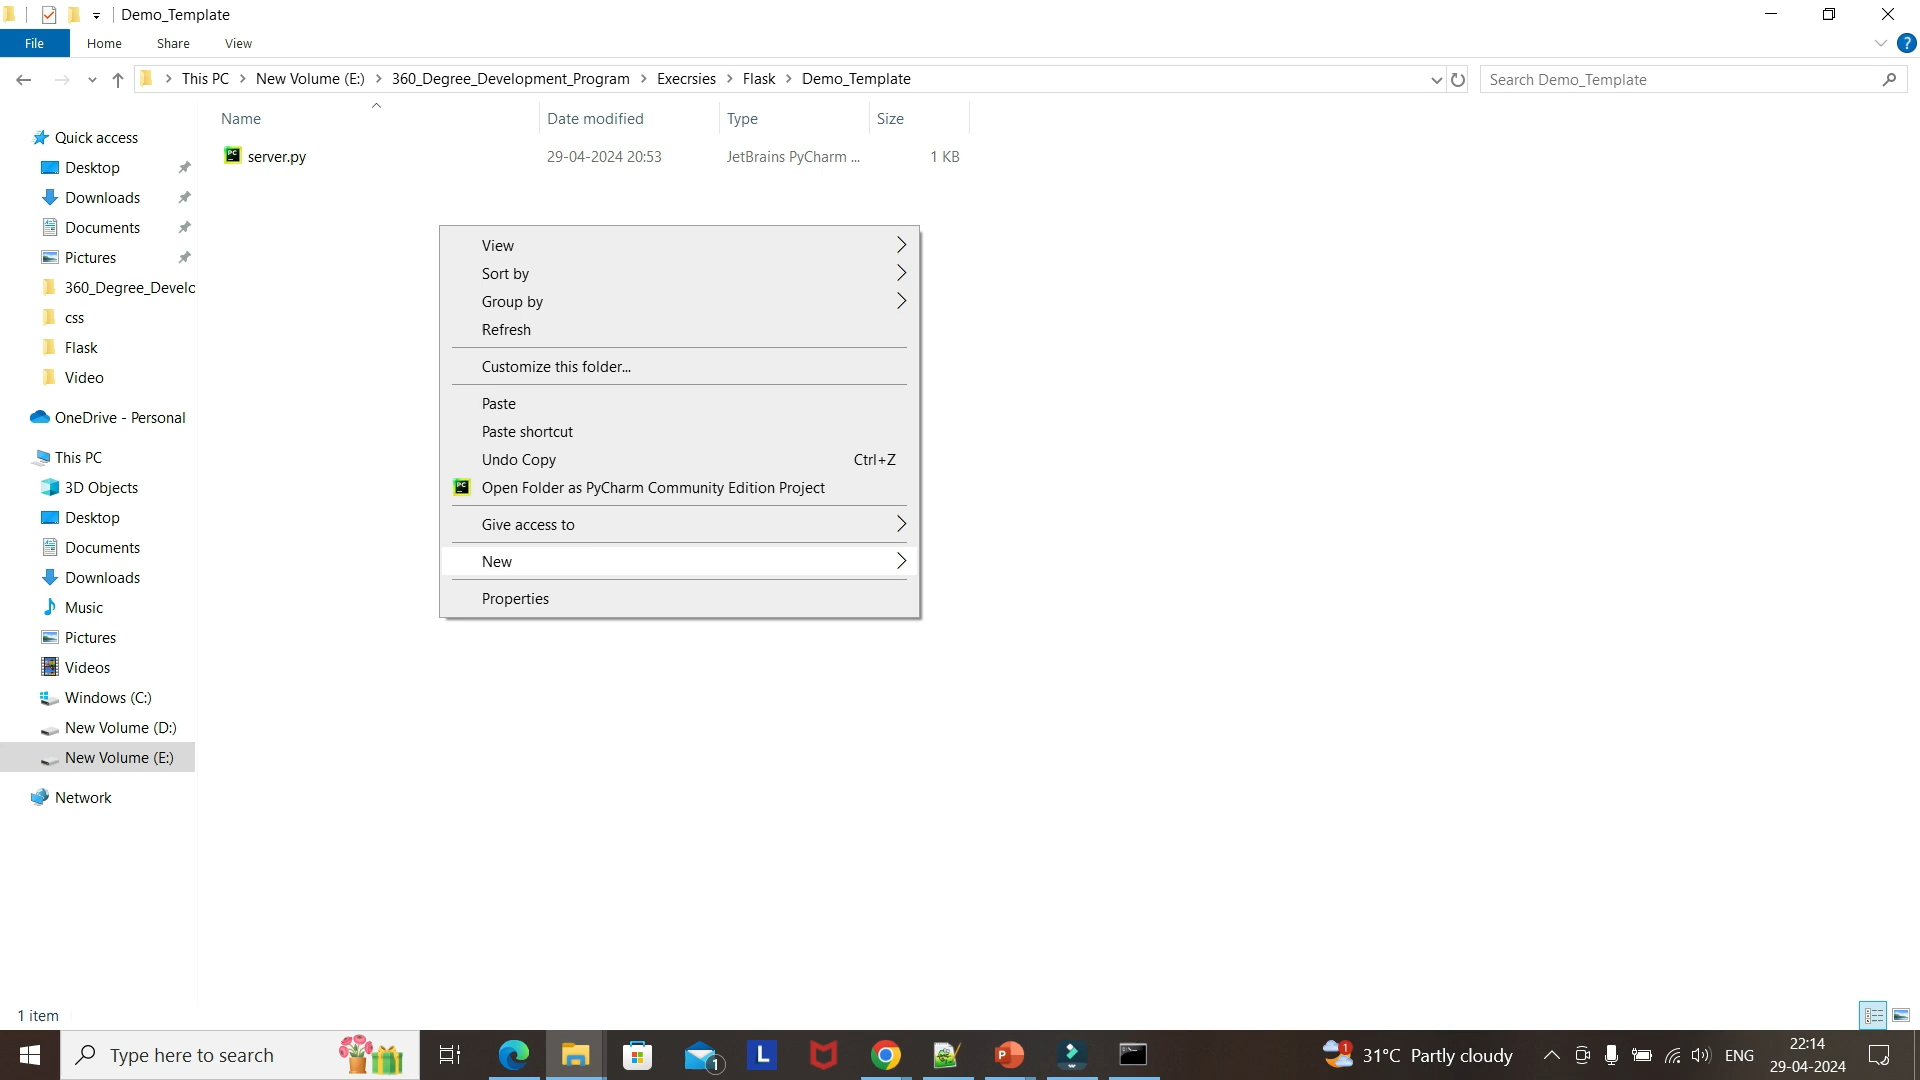 Demo_Template
File Home Share View
This PC New Volume (E:) 360_Degree_Development_Program Execrsies Flask Demo_Template
Search Demo_Template
Name Date modified Type Size
server.py 29-04-2024 20:53 JetBrains PyCharm ... 1 KB
Quick access
Desktop
Downloads
Documents
Pictures
360_Degree_Develo
css
Flask
Video
OneDrive - Personal
This PC
3D Objects
Desktop
Documents
Downloads
Music
Pictures
Videos
Windows (C:)
New Volume (D:)
New Volume (E:)
Network
View
Sort by
Group by
Refresh
Customize this folder...
Paste
Paste shortcut
Undo Copy Ctrl+Z
PC Open Folder as PyCharm Community Edition Project
Give access to
New
Properties
1 item
Type here to search
1
L
P
1
31°C Partly cloudy
ENG
22:14
29-04-2024